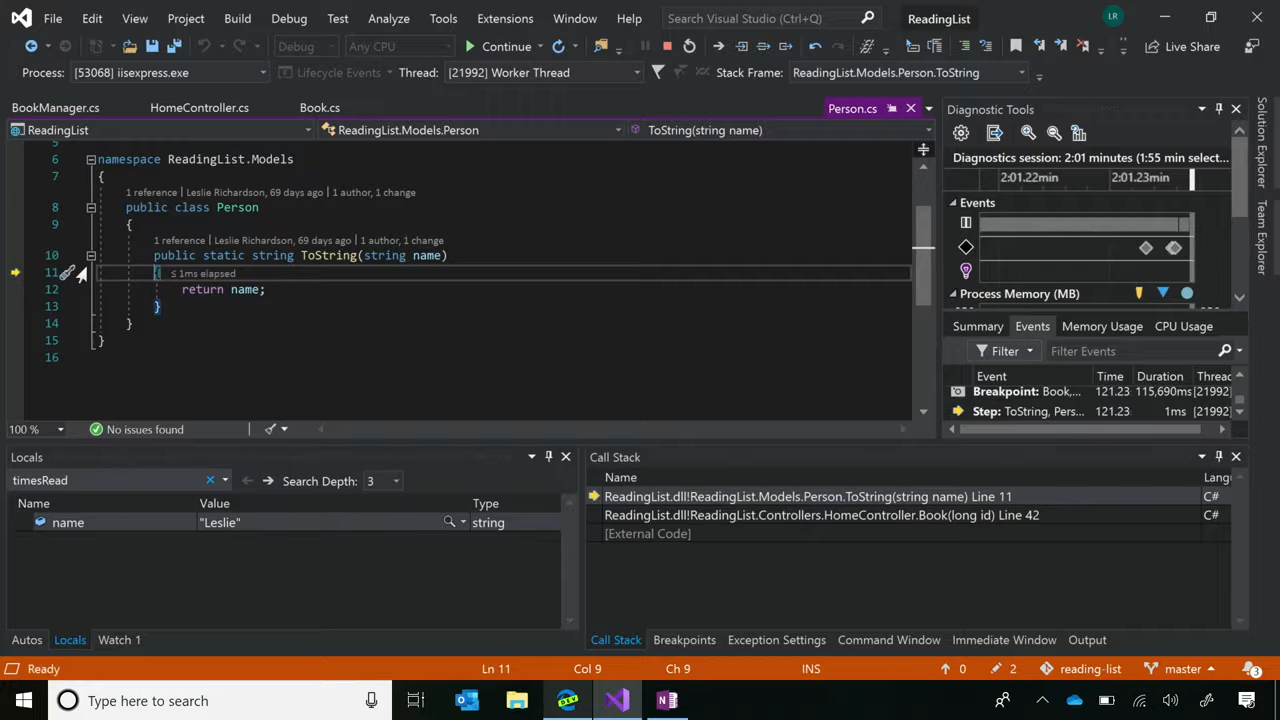 File Edit View Project Build Debug Test Analyze Tools Extensions Window Help Search Visual Studio (Ctrl+Q) ReadingList LR
Debug Any CPU Continue Live Share
Process: [53068] iisexpress.exe Lifecycle Events Thread: [21992] Worker Thread Stack Frame: ReadingList.Models.Person.ToString
BookManager.cs HomeController.cs Book.cs Person.cs
ReadingList ReadingList.Models.Person ToString(string name)
5
6 namespace ReadingList.Models
7 {
1 reference | Leslie Richardson, 69 days ago | 1 author, 1 change
8 public class Person
9 {
1 reference | Leslie Richardson, 69 days ago | 1 author, 1 change
10 public static string ToString(string name)
11 { ≤ 1ms elapsed
12 return name;
13 }
14 }
15 }
16
100 % No issues found
Diagnostic Tools
Diagnostics session: 2:01 minutes (1:55 min select...
2:01.22min 2:01.23min
Events
Process Memory (MB)
Summary Events Memory Usage CPU Usage
Filter Filter Events
Event Time Duration Thread
Breakpoint: Book,... 121.23 115,690ms [21992]
Step: ToString, Pers... 121.23 1ms [21992]
Solution Explorer
Team Explorer
Locals
timesRead Search Depth: 3
Name Value Type
name "Leslie" string
Autos Locals Watch 1
Call Stack
Name Lang
ReadingList.dll!ReadingList.Models.Person.ToString(string name) Line 11 C#
ReadingList.dll!ReadingList.Controllers.HomeController.Book(long id) Line 42 C#
[External Code]
Call Stack Breakpoints Exception Settings Command Window Immediate Window Output
Ready Ln 11 Col 9 Ch 9 INS 0 2 reading-list master 3
Type here to search